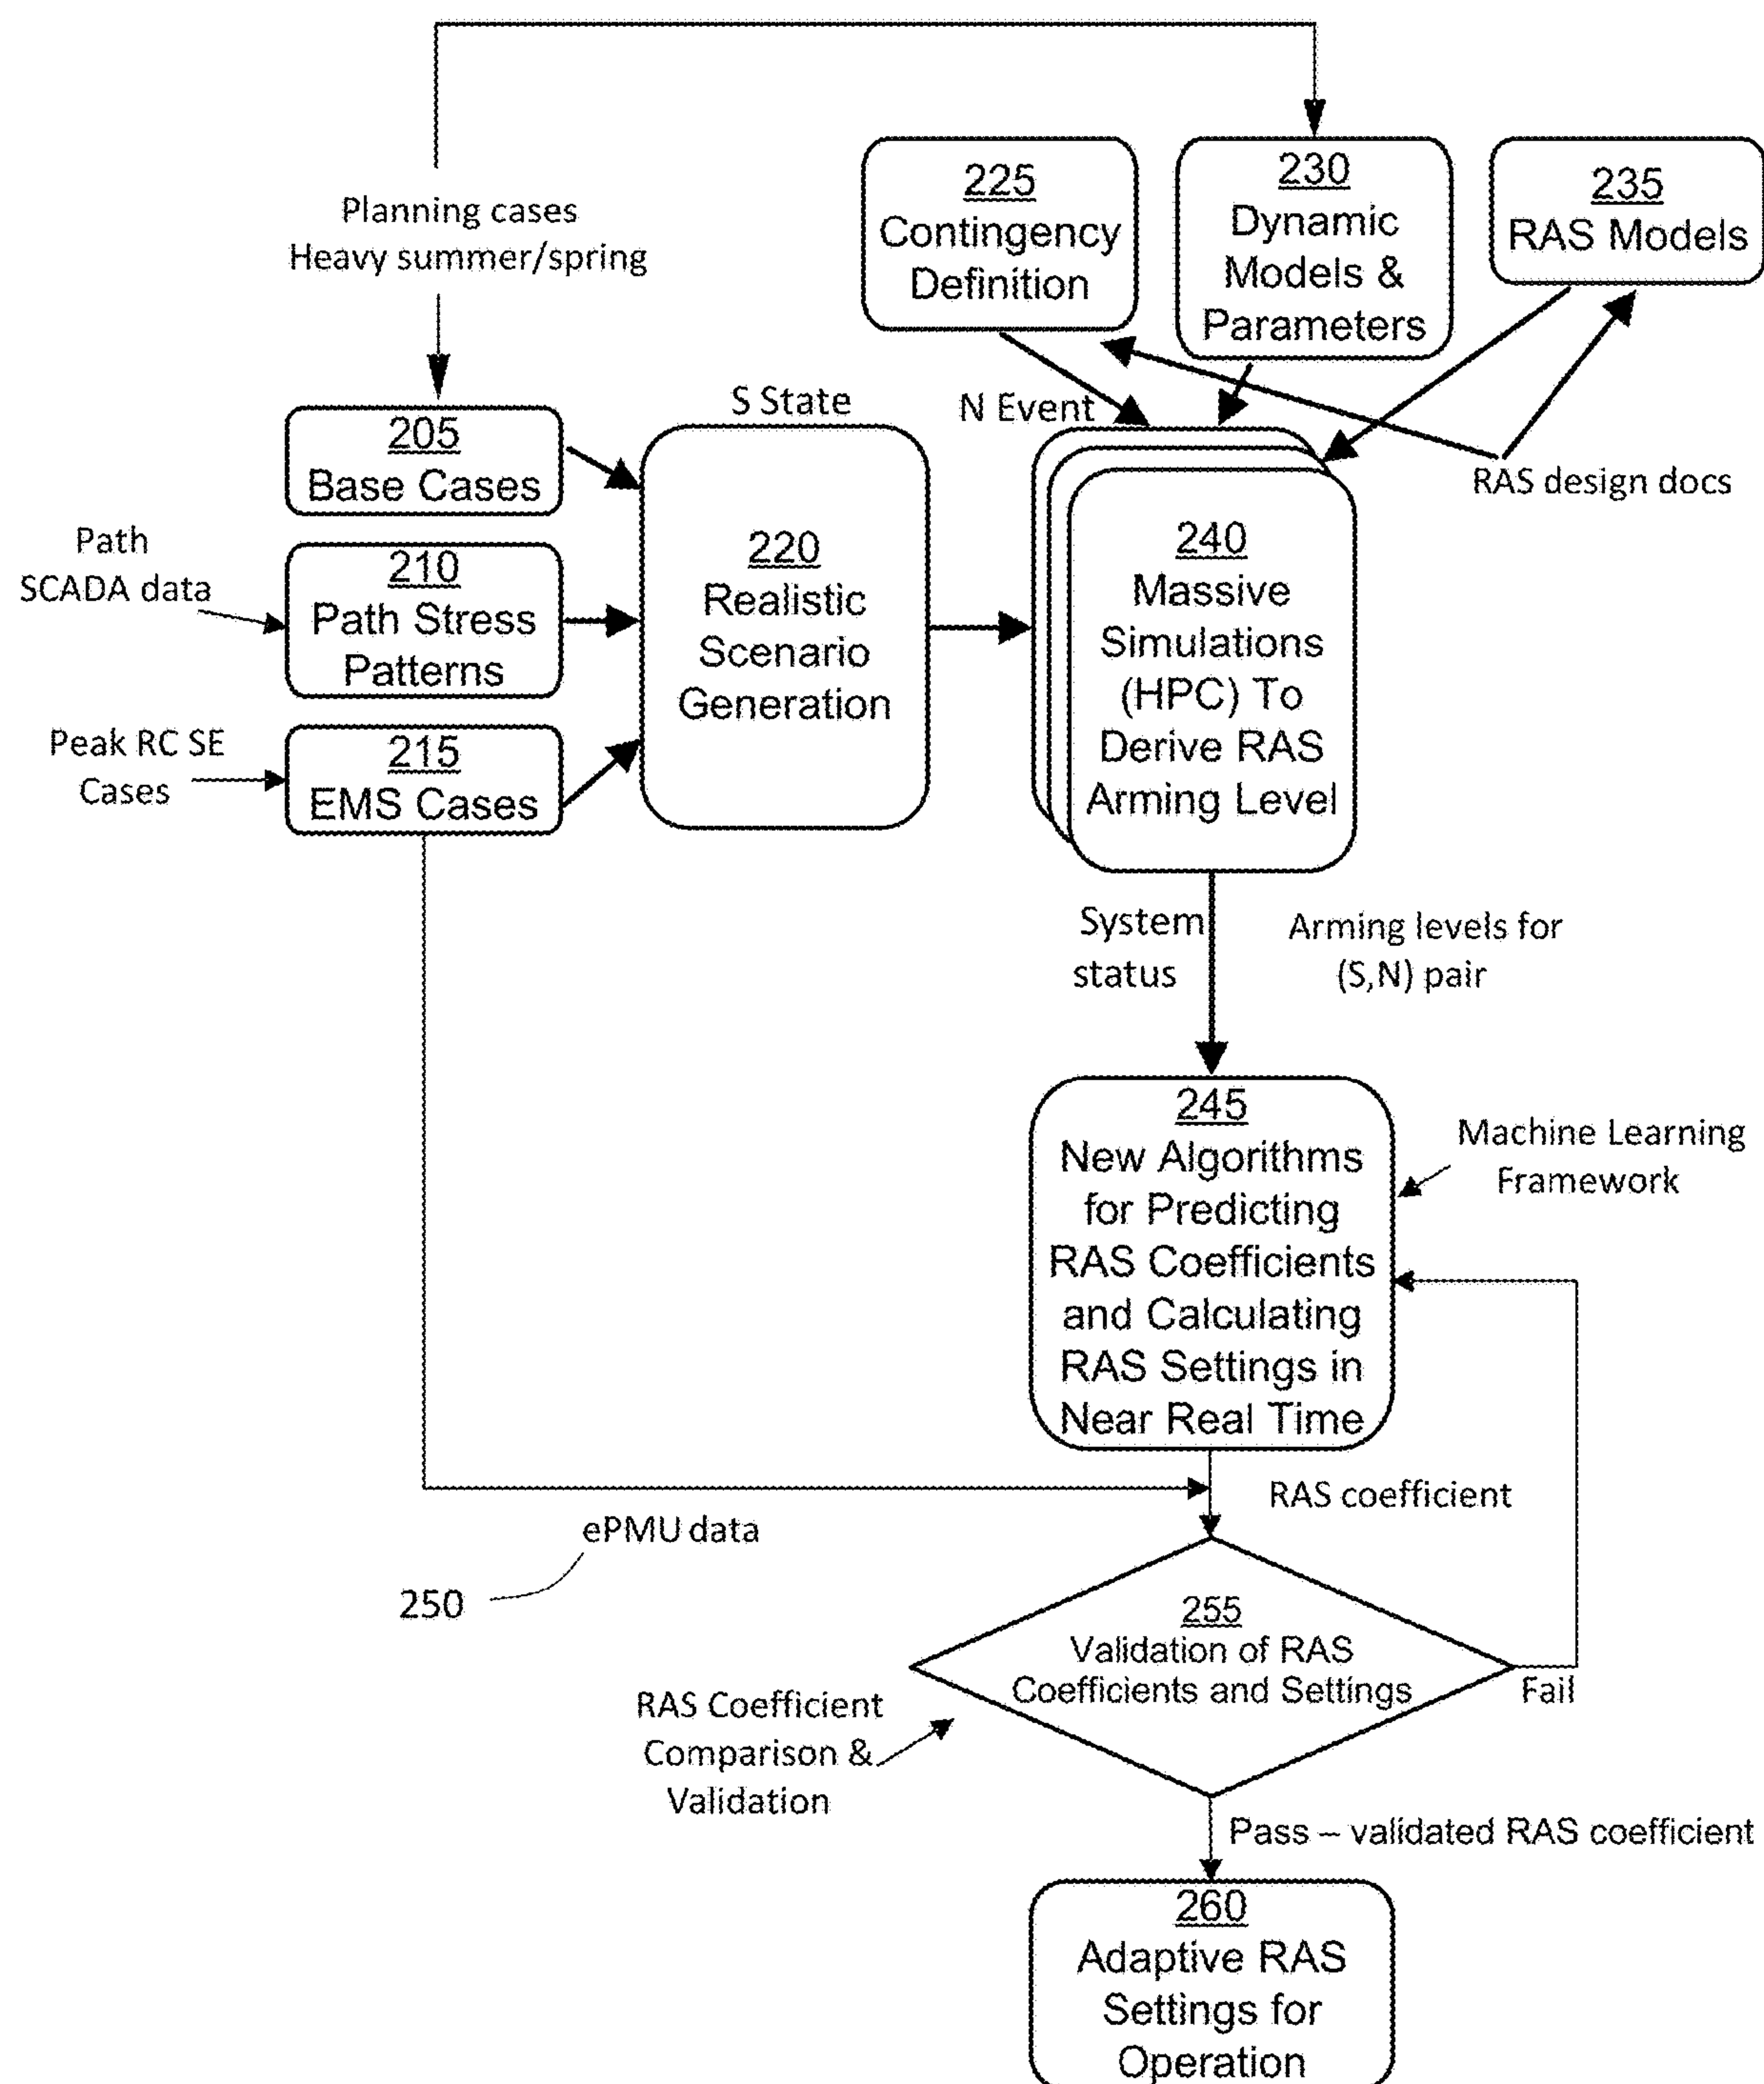 Planning cases
Heavy summer/spring
225
Contingency
Definition
230
Dynamic
Models &
Parameters
235
RAS Models
S State
N Event
RAS design docs
205
Base Cases
Path
SCADA data
210
Path Stress
Patterns
Peak RC SE
Cases
215
EMS Cases
220
Realistic
Scenario
Generation
240
Massive
Simulations
(HPC) To
Derive RAS
Arming Level
System
status
Arming levels for
(S,N) pair
245
New Algorithms
for Predicting
RAS Coefficients
and Calculating
RAS Settings in
Near Real Time
Machine Learning
Framework
RAS coefficient
ePMU data
250
255
Validation of RAS
Coefficients and Settings
Fail
RAS Coefficient
Comparison &
Validation
Pass – validated RAS coefficient
260
Adaptive RAS
Settings for
Operation